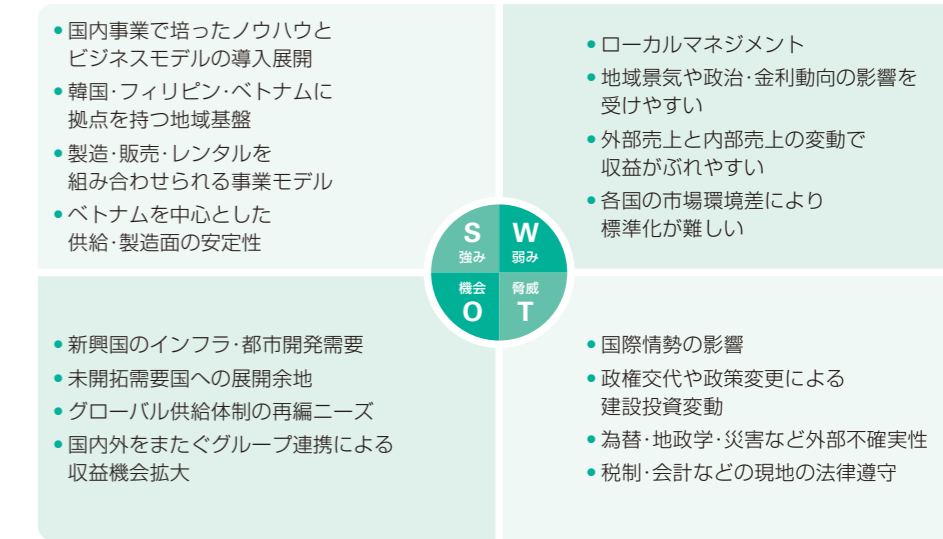 •国内事業で培ったノウハウと
ビジネスモデルの導入展開
•韓国･フィリピン･ベトナムに
拠点を持つ地域基盤
•製造･販売･レンタルを
組み合わせられる事業モデル
•ベトナムを中心とした
供給･製造面の安定性
•ローカルマネジメント
•地域景気や政治･金利動向の影響を
受けやすい
•外部売上と内部売上の変動で
収益がぶれやすい
•各国の市場環境差により
標準化が難しい
S
強み
W
弱み
機会
O
脅威
T
•新興国のインフラ･都市開発需要
•未開拓需要国への展開余地
•グローバル供給体制の再編ニーズ
•国内外をまたぐグループ連携による
収益機会拡大
•国際情勢の影響
•政権交代や政策変更による
建設投資変動
•為替･地政学･災害など外部不確実性
•税制･会計などの現地の法律遵守